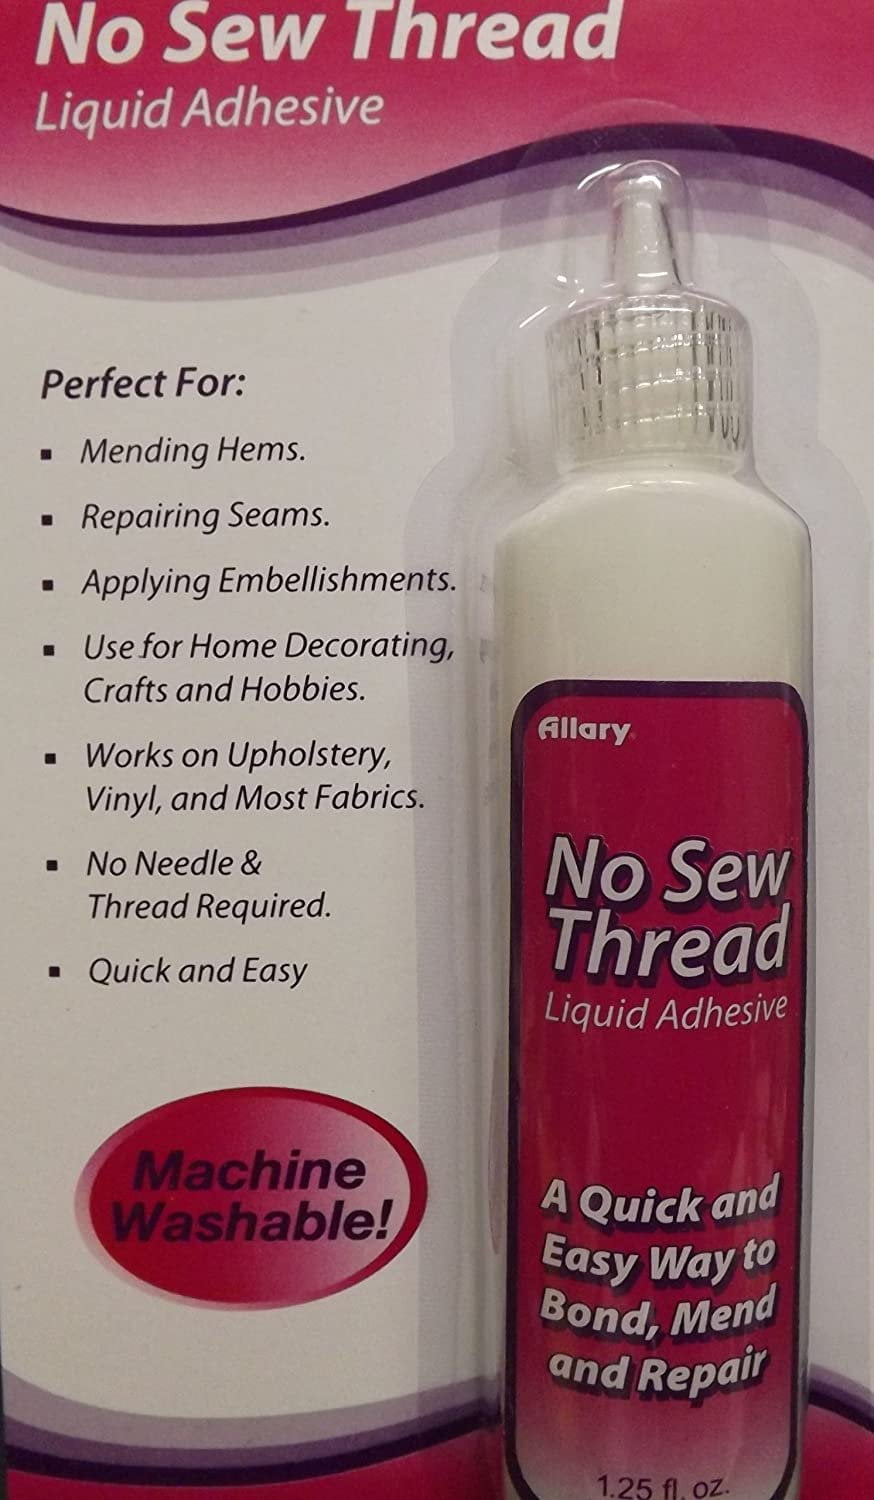 No Sew Thread
Liquid Adhesive
Perfect For:
▪ Mending Hems.
▪ Repairing Seams.
▪ Applying Embellishments.
▪ Use for Home Decorating,
Crafts and Hobbies.
▪ Works on Upholstery,
Vinyl, and Most Fabrics.
▪ No Needle &
Thread Required.
▪ Quick and Easy
Machine
Washable!
Allary
No Sew
Thread
Liquid Adhesive
A Quick and
Easy Way to
Bond, Mend
and Repair
1.25 fl. oz.